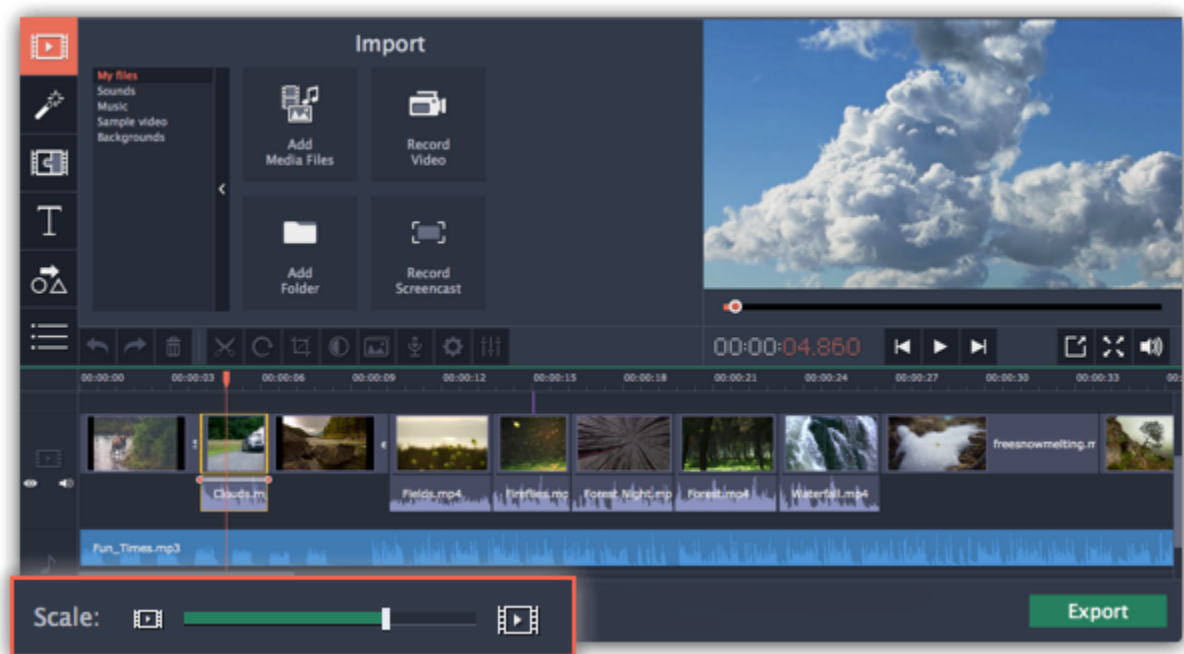 Import
My files
Sounds
Music
Sample video
Backgrounds
Add
Media Files
Record
Video
Add
Folder
Record
Screencast
T
00:00:04.860
00:00:00 00:00:03 00:00:06 00:00:09 00:00:12 00:00:15 00:00:18 00:00:21 00:00:24 00:00:27 00:00:30 00:00:33 00:
freesnowmelting.m
Clouds.m Fields.mp4 Fireflies.mp Forest_Night.mp Forest.mp4 Waterfall.mp4
Fun_Times.mp3
Scale:
Export